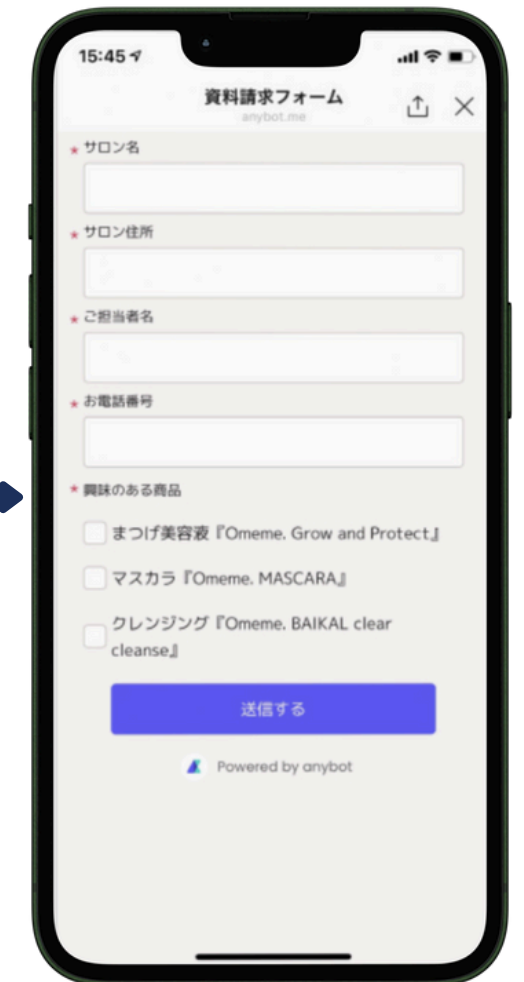 15:45
資料請求フォーム
anybot.me
* サロン名
* サロン住所
* ご担当者名
* お電話番号
* 興味のある商品
まつげ美容液『Omeme. Grow and Protect』
マスカラ『Omeme. MASCARA』
クレンジング『Omeme. BAIKAL clear
cleanse』
送信する
Powered by anybot